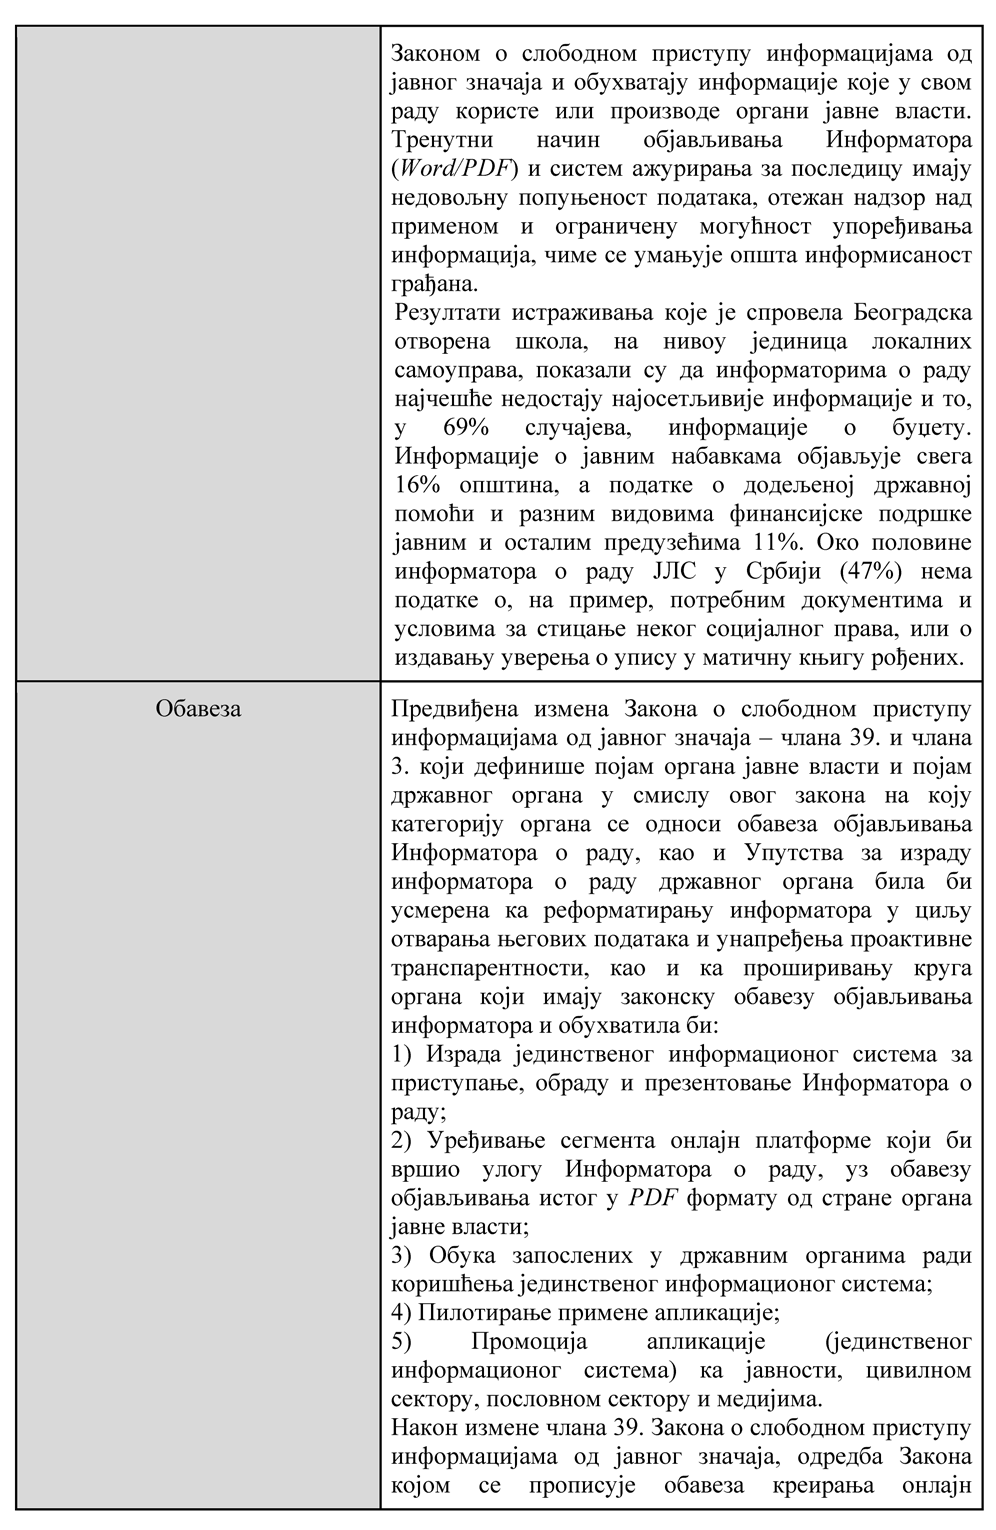 Законом о слободном приступу информацијама од
јавног значаја и обухватају информације које у свом
раду користе или производе органи јавне власти.
Тренутни начин објављивања Информатора
(Word/PDF) и систем ажурирања за последицу имају
недовољну попуњеност података, отежан надзор над
применом и ограничену могућност упоређивања
информација, чиме се умањује општа информисаност
грађана.
Резултати истраживања које је спровела Београдска
отворена школа, на нивоу јединица локалних
самоуправа, показали су да информаторима о раду
најчешће недостају најосетљивије информације и то,
у 69% случајева, информације о буџету.
Информације о јавним набавкама објављује свега
16% општина, а податке о додељеној државној
помоћи и разним видовима финансијске подршке
јавним и осталим предузећима 11%. Око половине
информатора о раду ЈЛС у Србији (47%) нема
податке о, на пример, потребним документима и
условима за стицање неког социјалног права, или о
издавању уверења о упису у матичну књигу рођених.
Обавеза
Предвиђена измена Закона о слободном приступу
информацијама од јавног значаја – члана 39. и члана
3. који дефинише појам органа јавне власти и појам
државног органа у смислу овог закона на коју
категорију органа се односи обавеза објављивања
Информатора о раду, као и Упутства за израду
информатора о раду државног органа била би
усмерена ка реформатирању информатора у циљу
отварања његових података и унапређења проактивне
транспарентности, као и ка проширивању круга
органа који имају законску обавезу објављивања
информатора и обухватила би:
1) Израда јединственог информационог система за
приступање, обраду и презентовање Информатора о
раду;
2) Уређивање сегмента онлајн платформе који би
вршио улогу Информатора о раду, уз обавезу
објављивања истог у PDF формату од стране органа
јавне власти;
3) Обука запослених у државним органима ради
коришћења јединственог информационог система;
4) Пилотирање примене апликације;
5) Промоција апликације (јединственог
информационог система) ка јавности, цивилном
сектору, пословном сектору и медијима.
Након измене члана 39. Закона о слободном приступу
информацијама од јавног значаја, одредба Закона
којом се прописује обавеза креирања онлајн